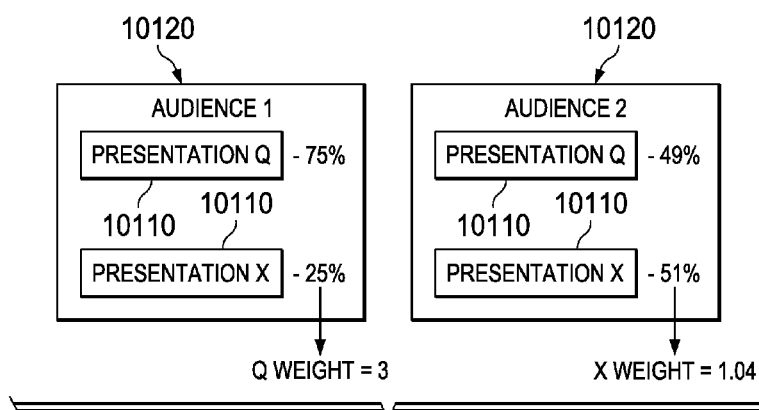 10120
AUDIENCE 1
PRESENTATION Q - 75%
10110 10110
PRESENTATION X - 25%
Q WEIGHT = 3
10120
AUDIENCE 2
PRESENTATION Q - 49%
10110 10110
PRESENTATION X - 51%
X WEIGHT = 1.04